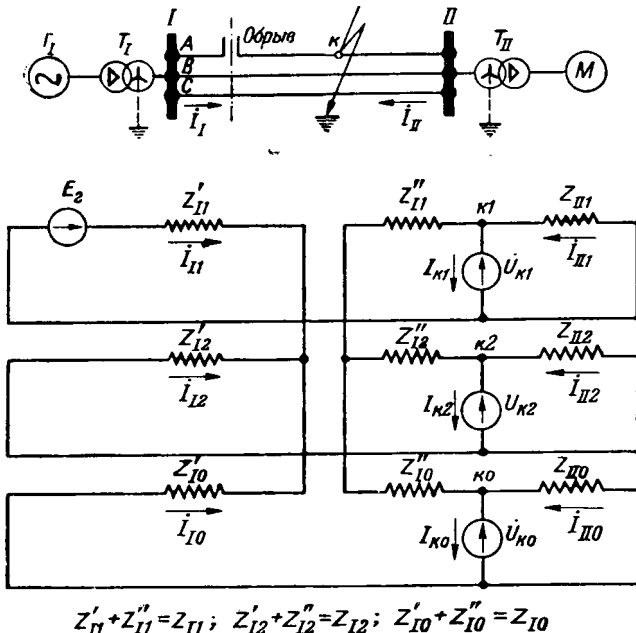 I Обрыв к II
Г_I T_I A T_II
B
C M
İ_I İ_II
E_2 Z'_I1 Z''_I1 к1 Z_II1
İ_I1 I_к1 U̇_к1 İ_II1
Z'_I2 Z''_I2 к2 Z_II2
İ_I2 I_к2 U_к2 İ_II2
Z'_I0 Z''_I0 к0 Z_II0
İ_I0 I_к0 U̇_к0 İ_II0
Z'_I1 + Z''_I1 = Z_I1; Z'_I2 + Z''_I2 = Z_I2; Z'_I0 + Z''_I0 = Z_I0